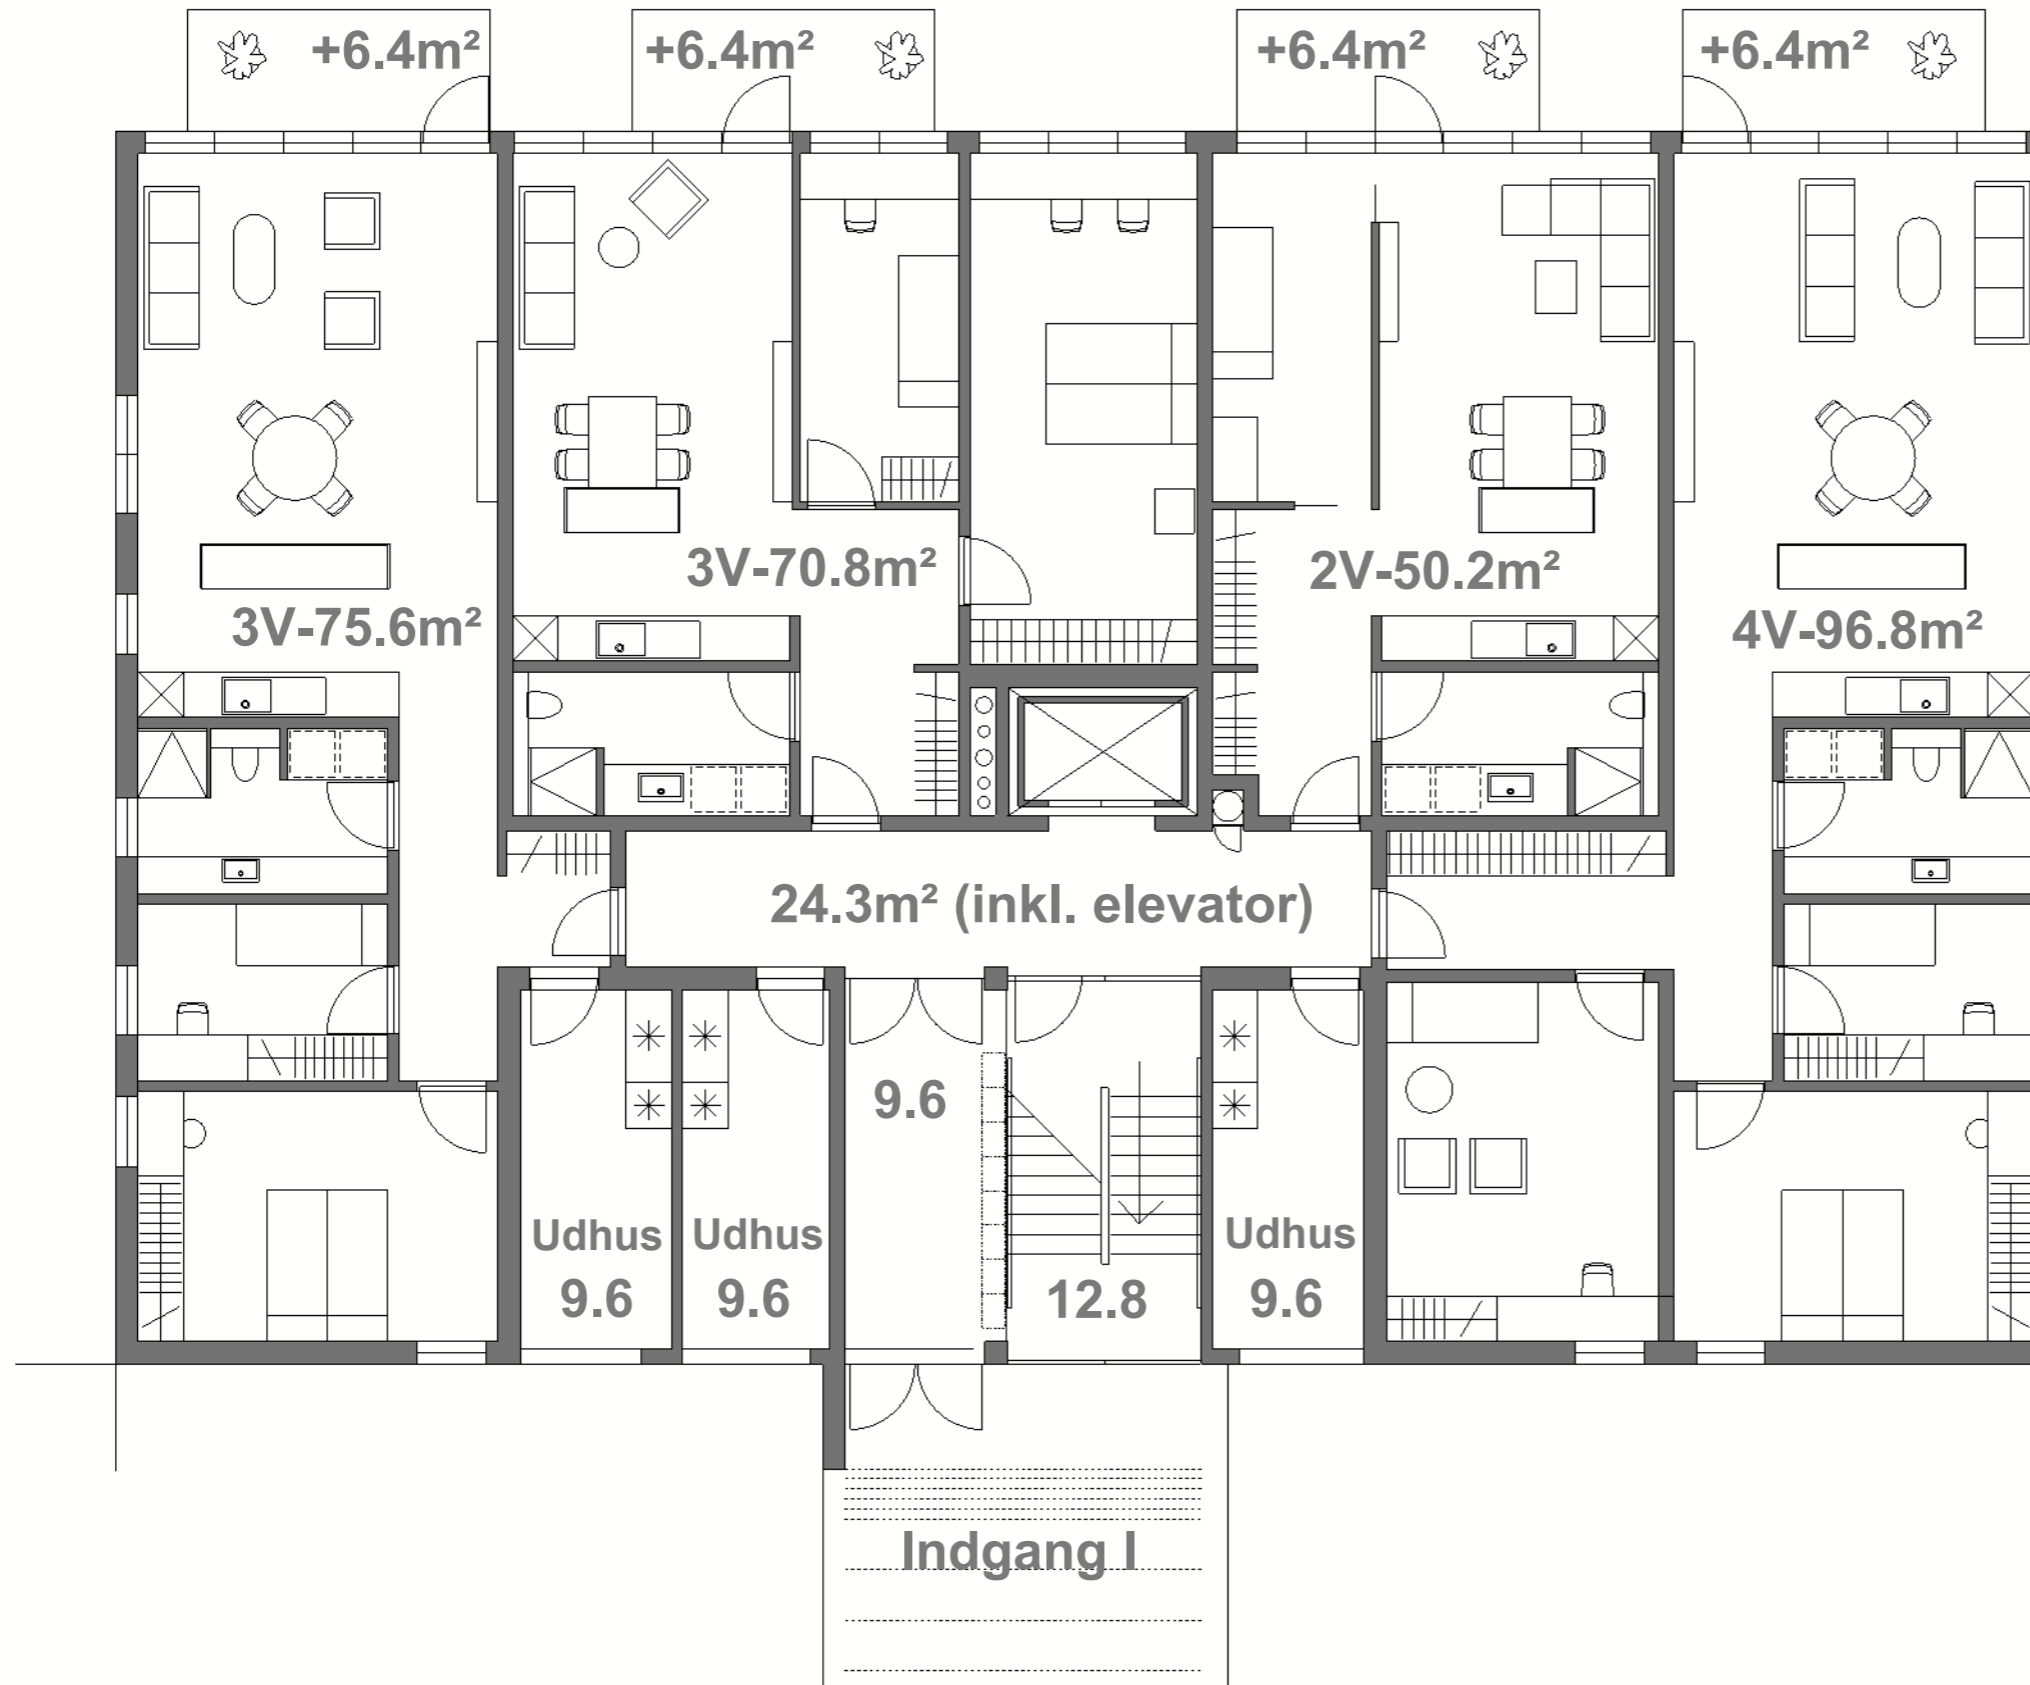 +6.4m²
+6.4m²
+6.4m²
+6.4m²
3V-70.8m²
2V-50.2m²
3V-75.6m²
4V-96.8m²
24.3m² (inkl. elevator)
9.6
Udhus
9.6
Udhus
9.6
12.8
Udhus
9.6
Indgang I